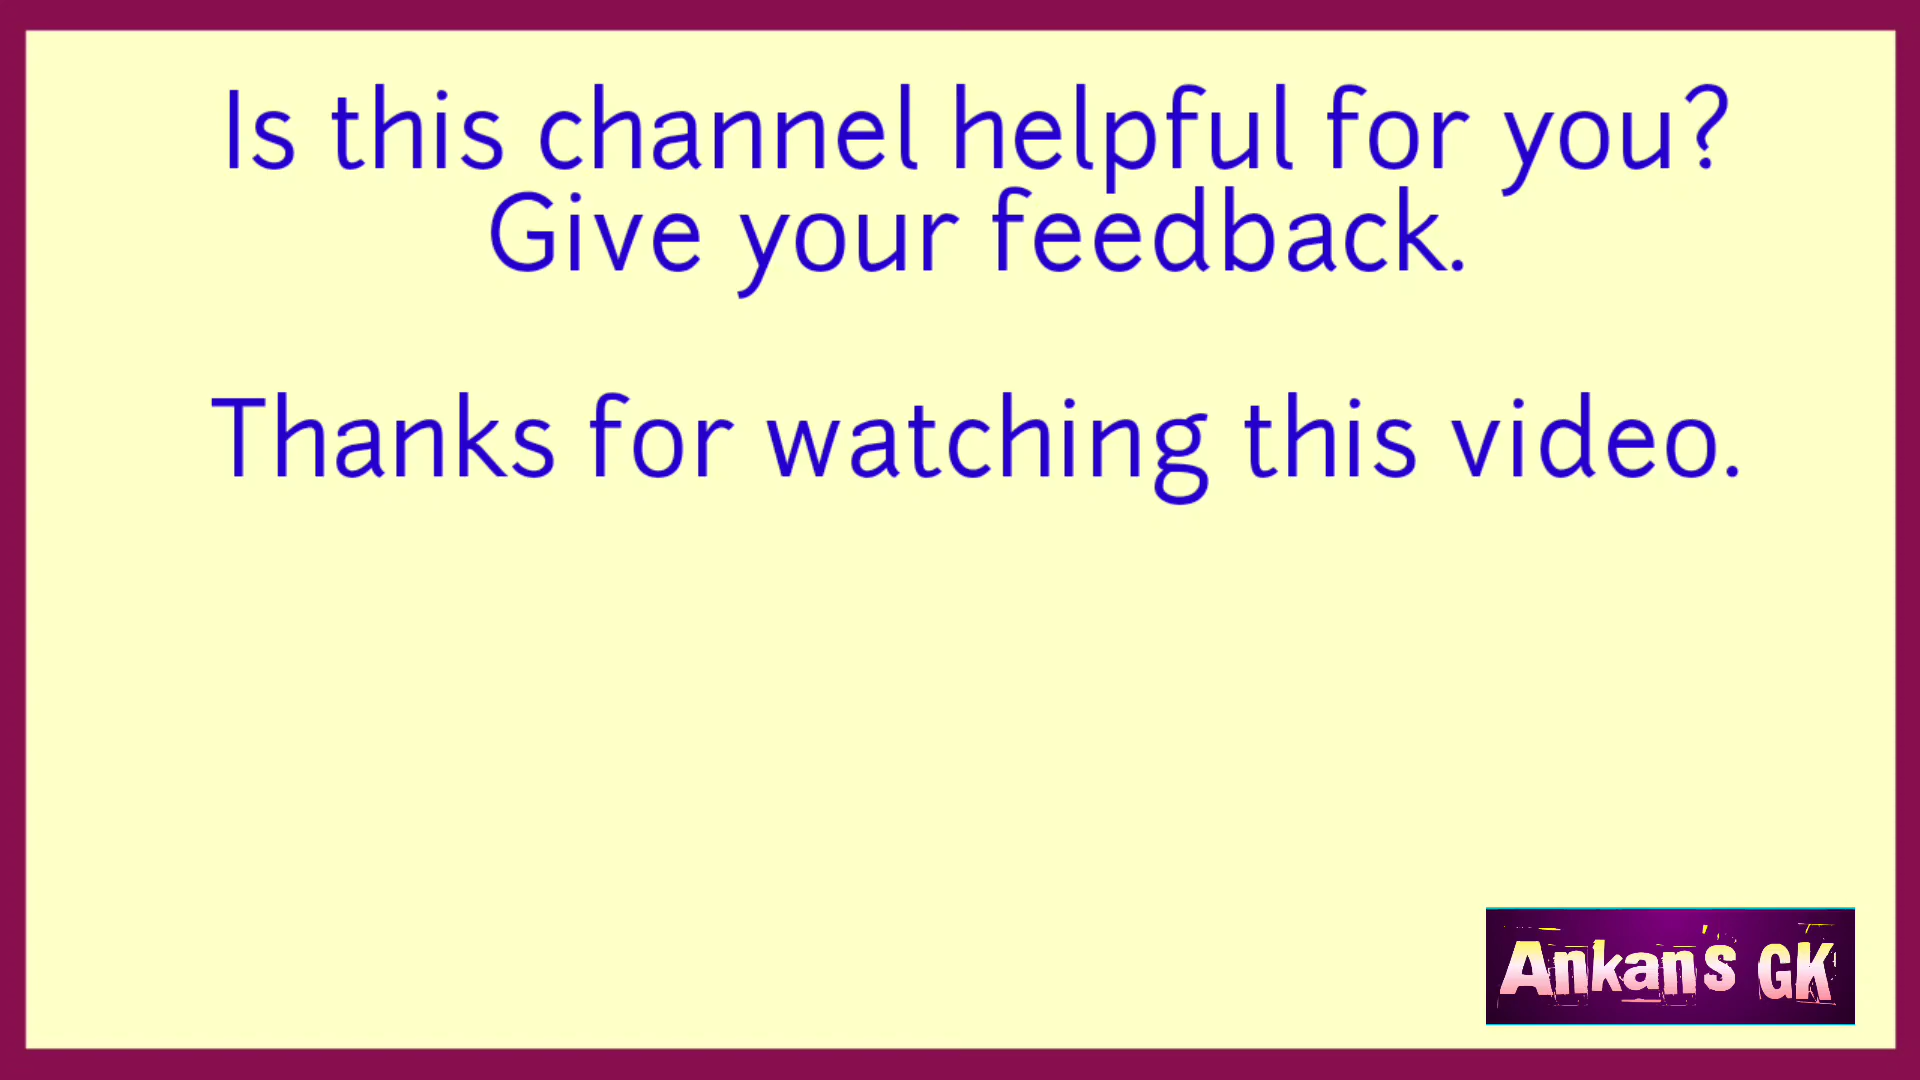 Is this channel helpful for you?
Give your feedback.
Thanks for watching this video.
Ankan's GK